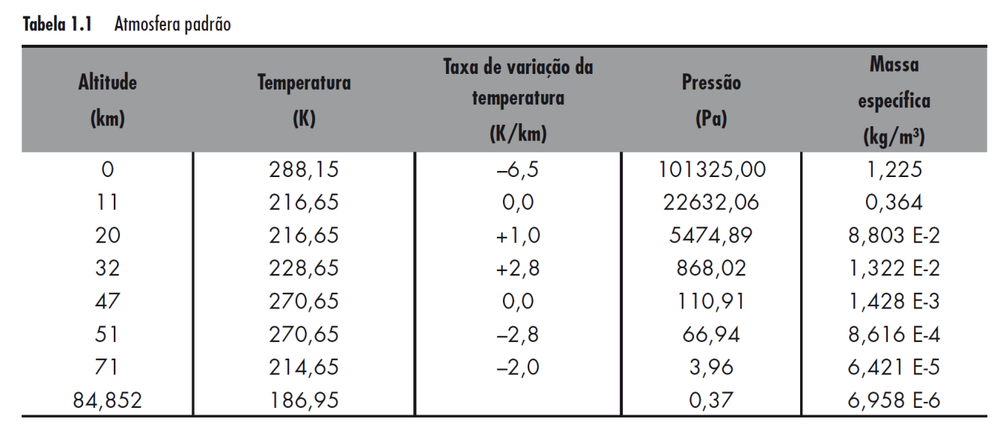 Tabela 1.1 Atmosfera padrão
Altitude (km) Temperatura (K) Taxa de variação da temperatura (K/km) Pressão (Pa) Massa específica (kg/m³)
0 288,15 –6,5 101325,00 1,225
11 216,65 0,0 22632,06 0,364
20 216,65 +1,0 5474,89 8,803 E-2
32 228,65 +2,8 868,02 1,322 E-2
47 270,65 0,0 110,91 1,428 E-3
51 270,65 –2,8 66,94 8,616 E-4
71 214,65 –2,0 3,96 6,421 E-5
84,852 186,95 0,37 6,958 E-6